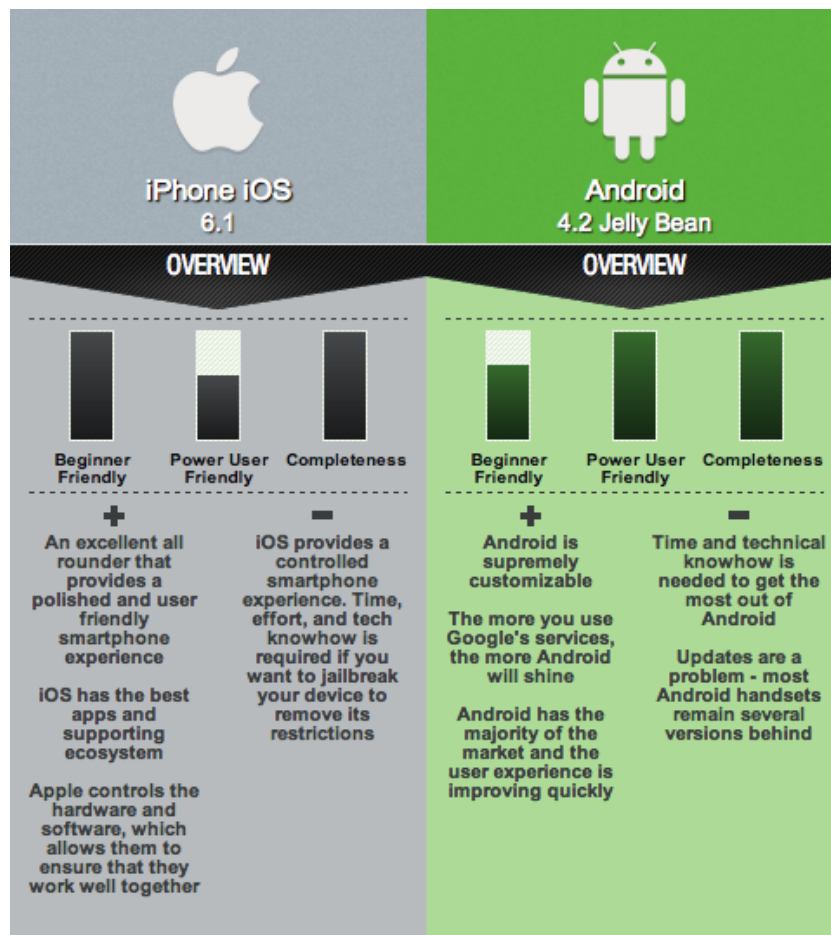 iPhone iOS
6.1
OVERVIEW
Beginner
Friendly
Power User
Friendly
Completeness
+
An excellent all
rounder that
provides a
polished and user
friendly
smartphone
experience
iOS has the best
apps and
supporting
ecosystem
Apple controls the
hardware and
software, which
allows them to
ensure that they
work well together
-
iOS provides a
controlled
smartphone
experience. Time,
effort, and tech
knowhow is
required if you
want to jailbreak
your device to
remove its
restrictions
Android
4.2 Jelly Bean
OVERVIEW
Beginner
Friendly
Power User
Friendly
Completeness
+
Android is
supremely
customizable
The more you use
Google's services,
the more Android
will shine
Android has the
majority of the
market and the
user experience is
improving quickly
-
Time and technical
knowhow is
needed to get the
most out of
Android
Updates are a
problem - most
Android handsets
remain several
versions behind